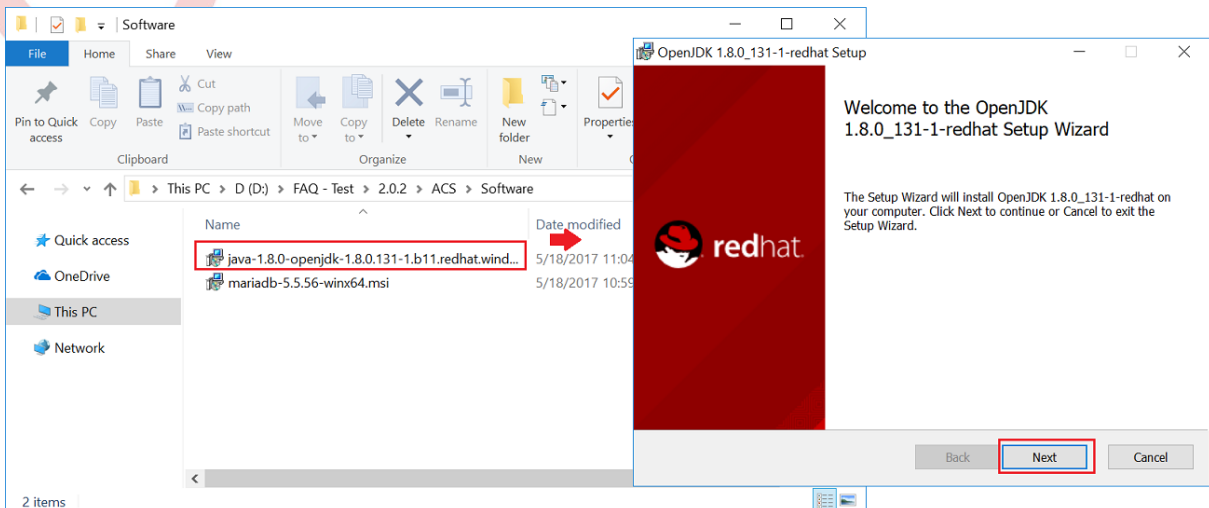 Software
File Home Share View
Pin to Quick access
Copy
Paste
Cut
Copy path
Paste shortcut
Clipboard
Move to
Copy to
Delete
Rename
Organize
New folder
New
Properties
This PC > D (D:) > FAQ - Test > 2.0.2 > ACS > Software
Name Date modified
Quick access
OneDrive
This PC
Network
java-1.8.0-openjdk-1.8.0.131-1.b11.redhat.wind... 5/18/2017 11:04
mariadb-5.5.56-winx64.msi 5/18/2017 10:59
2 items
OpenJDK 1.8.0_131-1-redhat Setup
redhat.
Welcome to the OpenJDK
1.8.0_131-1-redhat Setup Wizard
The Setup Wizard will install OpenJDK 1.8.0_131-1-redhat on
your computer. Click Next to continue or Cancel to exit the
Setup Wizard.
Back Next Cancel